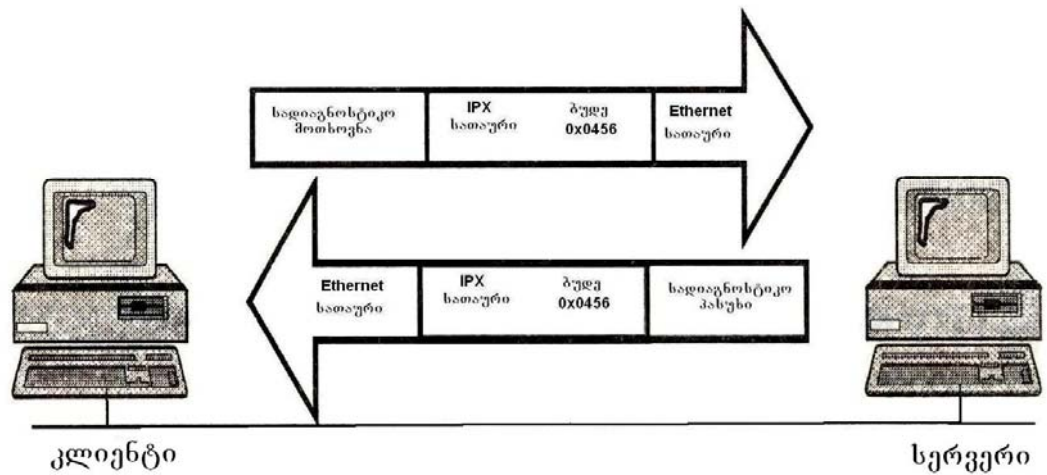 სადიაგნოსტიკო
მოთხოვნა
IPX
სათაური
ბუდე
0x0456
Ethernet
სათაური
Ethernet
სათაური
IPX
სათაური
ბუდე
0x0456
სადიაგნოსტიკო
პასუხი
კლიენტი
სერვერი